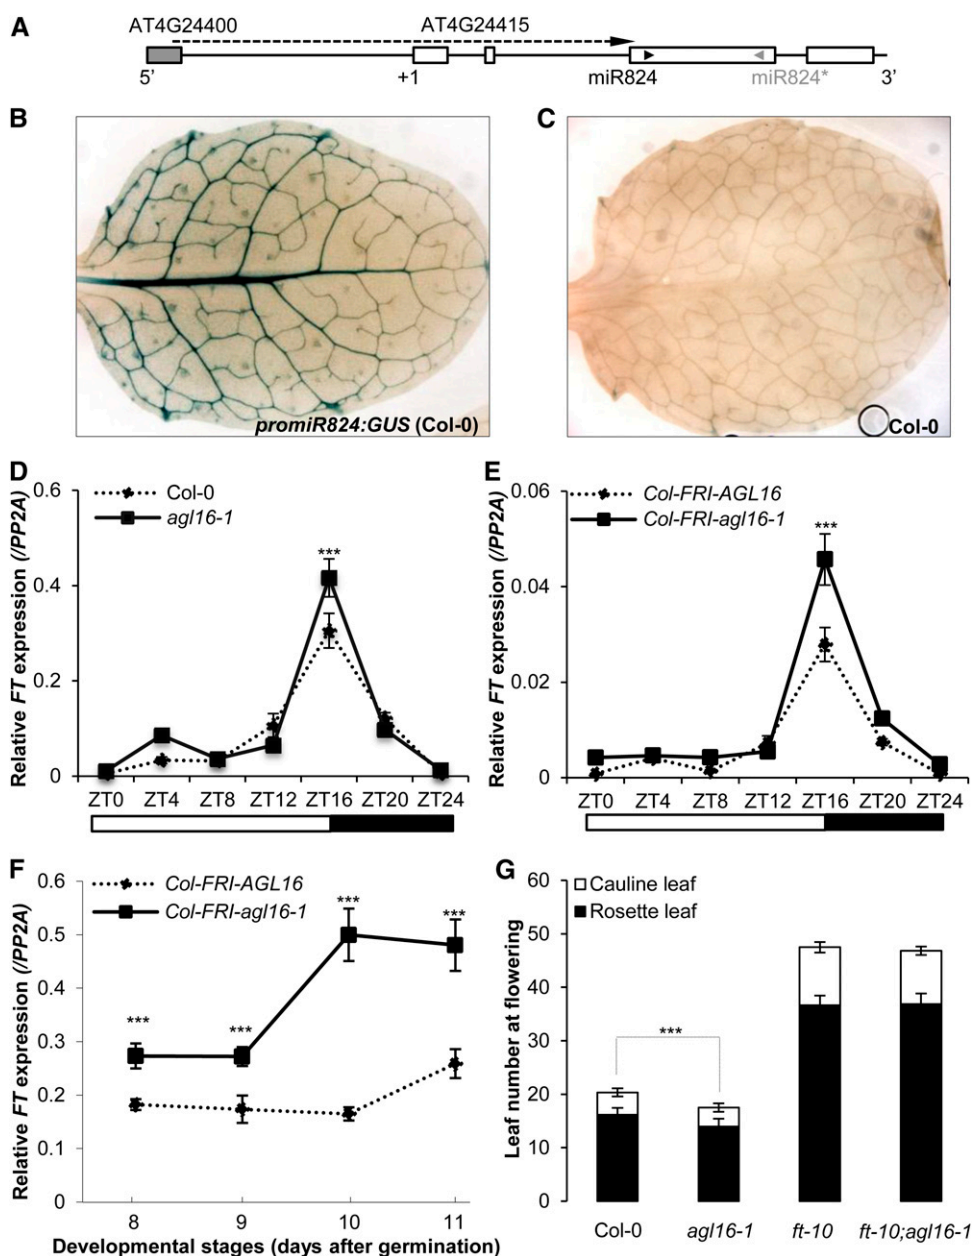 A
AT4G24400
AT4G24415
5'
+1
miR824
miR824*
3'
B
promiR824:GUS (Col-0)
C
Col-0
D
Relative FT expression (/PP2A)
0.6
0.4
0.2
0
Col-0
agl16-1
***
ZT0 ZT4 ZT8 ZT12 ZT16 ZT20 ZT24
E
Relative FT expression (/PP2A)
0.06
0.04
0.02
0
Col-FRI-AGL16
Col-FRI-agl16-1
***
ZT0 ZT4 ZT8 ZT12 ZT16 ZT20 ZT24
F
Relative FT expression (/PP2A)
0.6
0.5
0.4
0.3
0.2
0.1
0
Col-FRI-AGL16
Col-FRI-agl16-1
*** *** *** ***
8 9 10 11
Developmental stages (days after germination)
G
Leaf number at flowering
60
50
40
30
20
10
0
Cauline leaf
Rosette leaf
***
Col-0 agl16-1 ft-10 ft-10;agl16-1